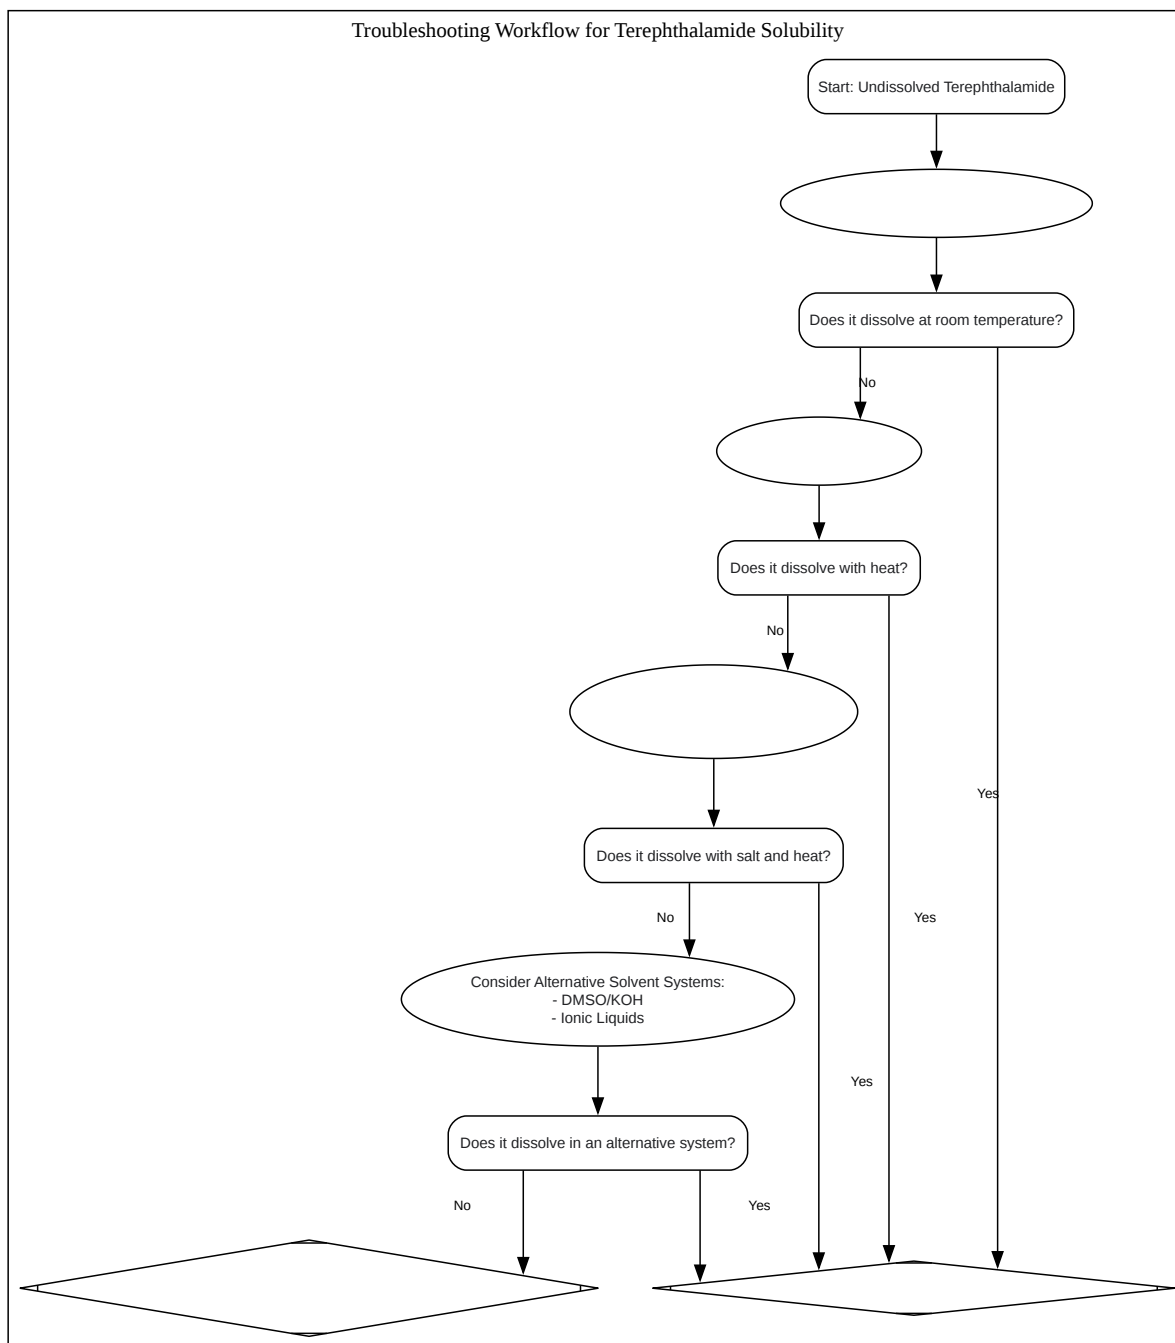 Troubleshooting Workflow for Terephthalamide Solubility
Start: Undissolved Terephthalamide
Does it dissolve at room temperature?
No
Does it dissolve with heat?
No
Yes
Does it dissolve with salt and heat?
No
Yes
Consider Alternative Solvent Systems:
- DMSO/KOH
- Ionic Liquids
Yes
Does it dissolve in an alternative system?
No
Yes